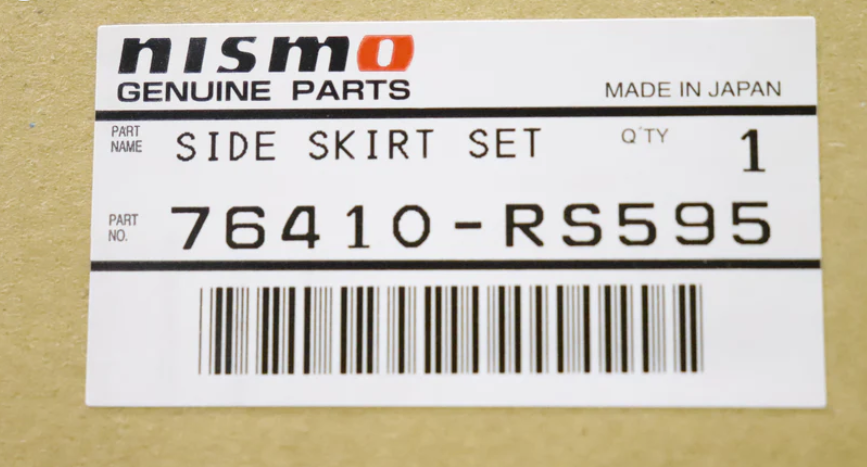 nismo
GENUINE PARTS
MADE IN JAPAN
PART NAME SIDE SKIRT SET Q'TY 1
PART NO. 76410-RS595